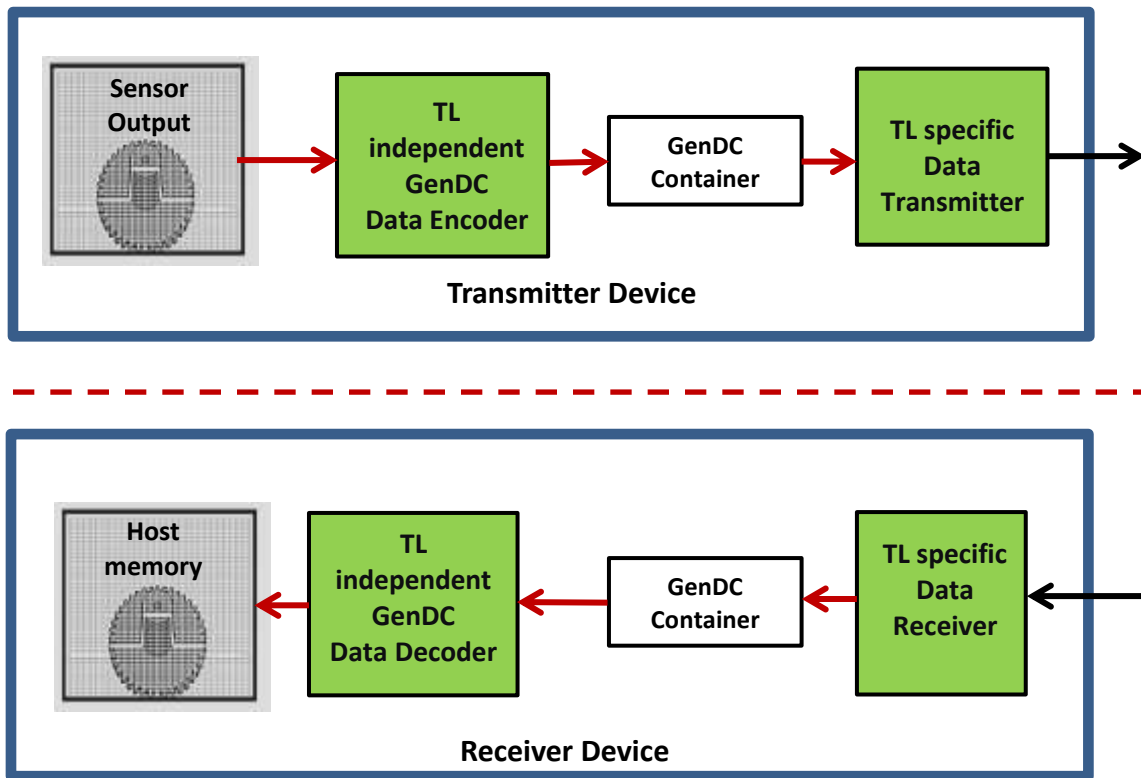 Sensor
Output
TL
independent
GenDC
Data Encoder
GenDC
Container
TL specific
Data
Transmitter
Transmitter Device
Host
memory
TL
independent
GenDC
Data Decoder
GenDC
Container
TL specific
Data
Receiver
Receiver Device